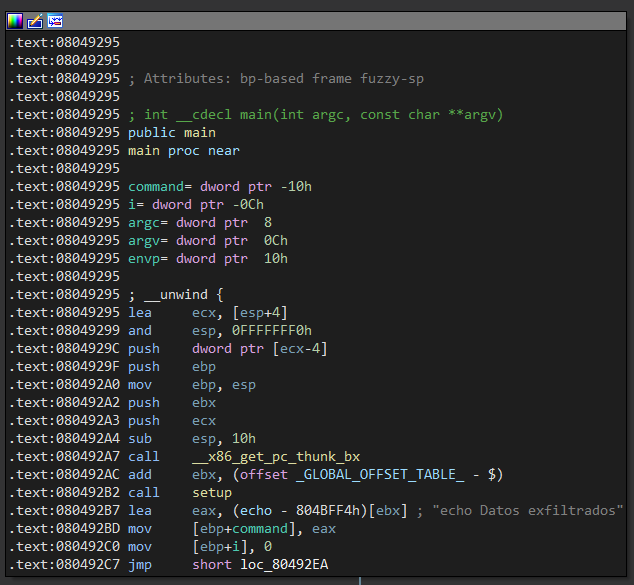 .text:08049295
.text:08049295
.text:08049295 ; Attributes: bp-based frame fuzzy-sp
.text:08049295
.text:08049295 ; int __cdecl main(int argc, const char **argv)
.text:08049295 public main
.text:08049295 main proc near
.text:08049295
.text:08049295 command= dword ptr -10h
.text:08049295 i= dword ptr -0Ch
.text:08049295 argc= dword ptr  8
.text:08049295 argv= dword ptr  0Ch
.text:08049295 envp= dword ptr  10h
.text:08049295
.text:08049295 ; __unwind {
.text:08049295 lea     ecx, [esp+4]
.text:08049299 and     esp, 0FFFFFFF0h
.text:0804929C push    dword ptr [ecx-4]
.text:0804929F push    ebp
.text:080492A0 mov     ebp, esp
.text:080492A2 push    ebx
.text:080492A3 push    ecx
.text:080492A4 sub     esp, 10h
.text:080492A7 call    __x86_get_pc_thunk_bx
.text:080492AC add     ebx, (offset _GLOBAL_OFFSET_TABLE_ - $)
.text:080492B2 call    setup
.text:080492B7 lea     eax, (echo - 804BFF4h)[ebx] ; "echo Datos exfiltrados"
.text:080492BD mov     [ebp+command], eax
.text:080492C0 mov     [ebp+i], 0
.text:080492C7 jmp     short loc_80492EA